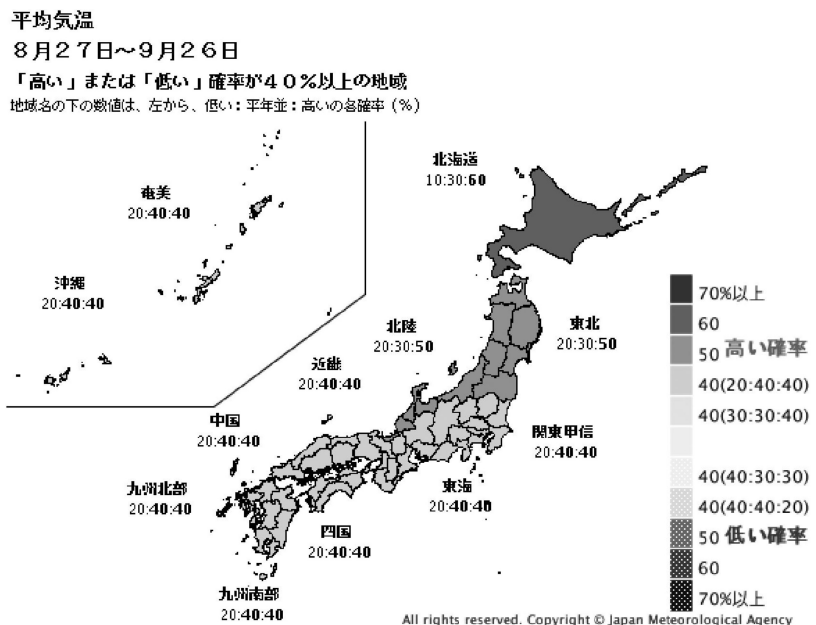 平均気温
8月27日～9月26日
「高い」または「低い」確率が40%以上の地域
地域名の下の数値は、左から、低い：平年並：高いの各確率（%）
北海道
10:30:60
奄美
20:40:40
沖縄
20:40:40
東北
20:30:50
北陸
20:30:50
近畿
20:40:40
中国
20:40:40
関東甲信
20:40:40
九州北部
20:40:40
東海
20:40:40
四国
20:40:40
九州南部
20:40:40
70%以上
60
50 高い確率
40(20:40:40)
40(30:30:40)
40(40:30:30)
40(40:40:20)
50 低い確率
60
70%以上
All rights reserved. Copyright © Japan Meteorological Agency